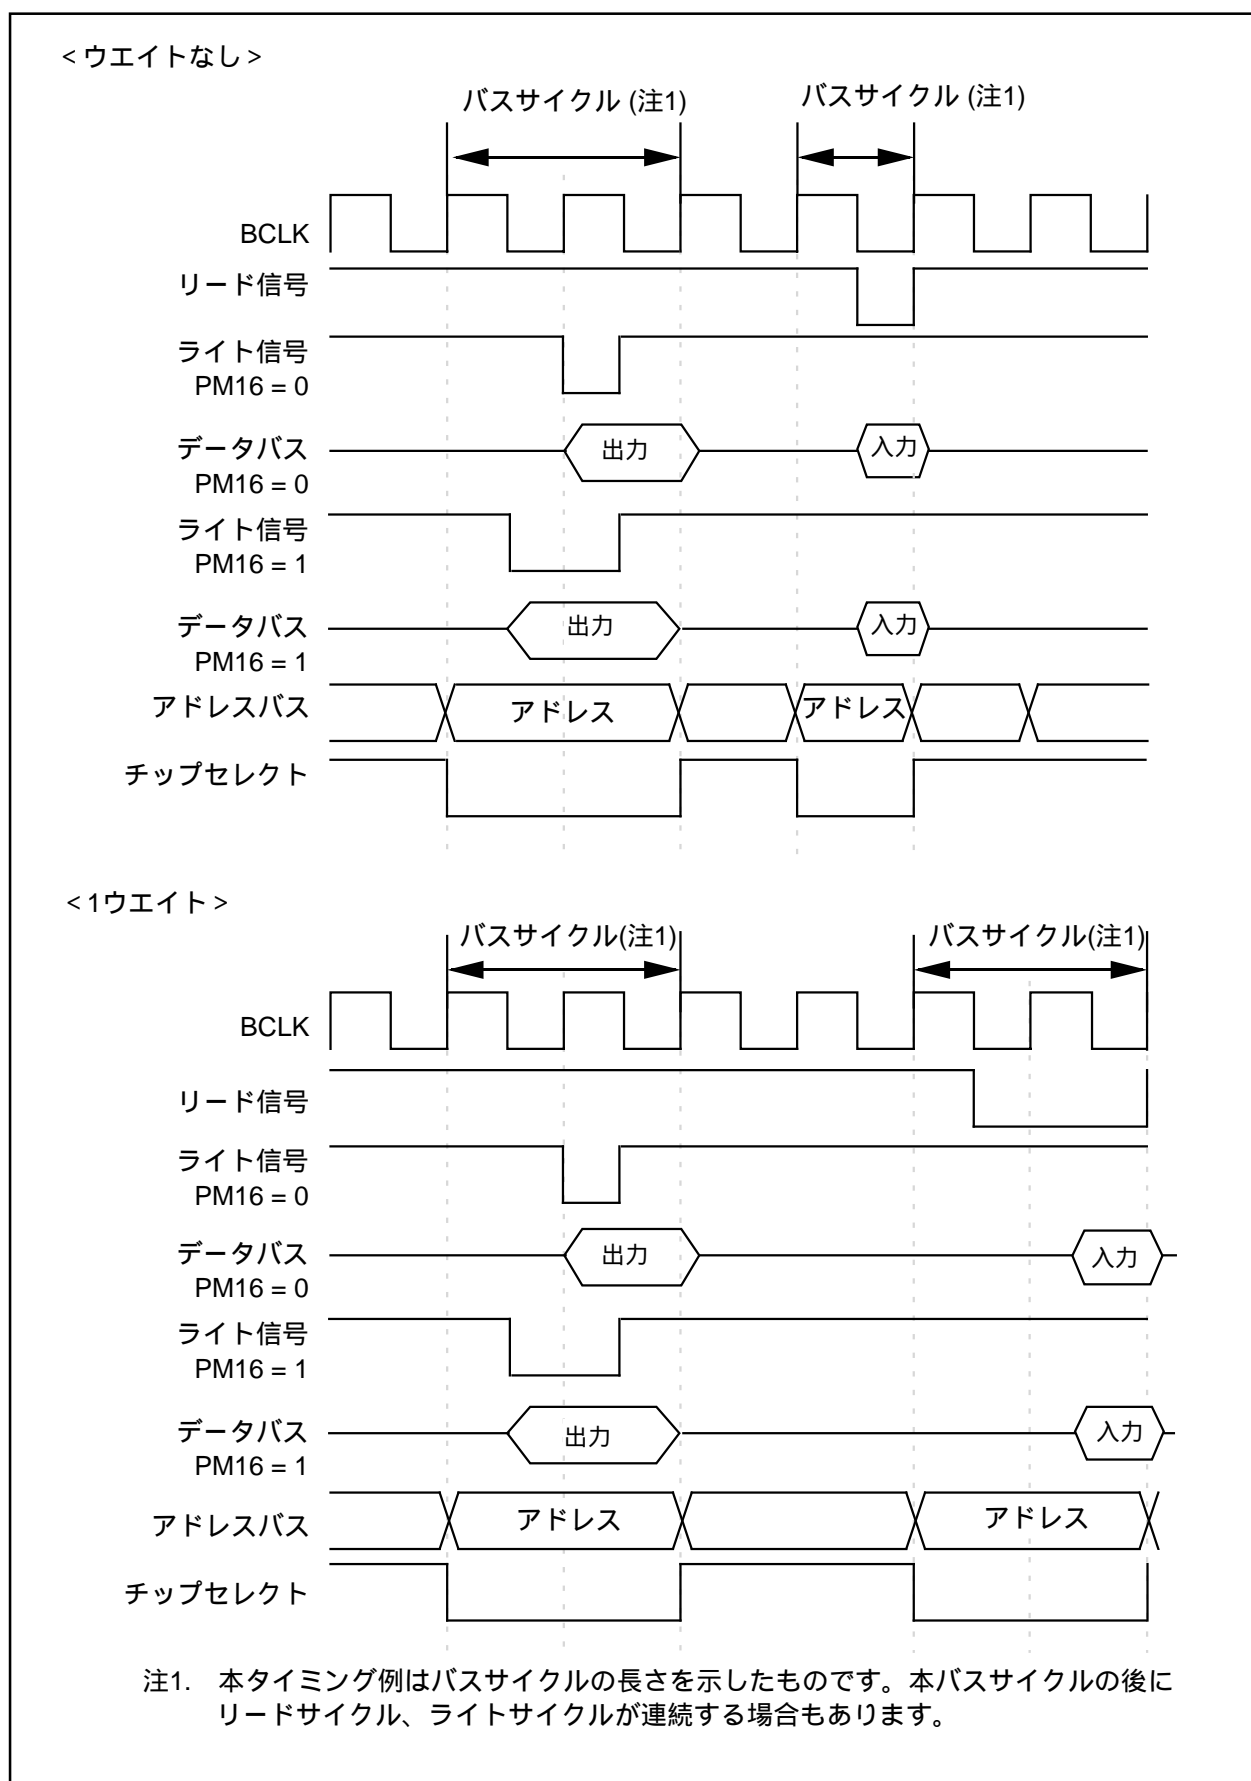 <ウエイトなし>
バスサイクル (注1)
バスサイクル (注1)
BCLK
リード信号
ライト信号
PM16 = 0
データバス
PM16 = 0
出力
入力
ライト信号
PM16 = 1
データバス
PM16 = 1
出力
入力
アドレスバス
アドレス
アドレス
チップセレクト
<1ウエイト>
バスサイクル(注1)
バスサイクル(注1)
BCLK
リード信号
ライト信号
PM16 = 0
データバス
PM16 = 0
出力
入力
ライト信号
PM16 = 1
データバス
PM16 = 1
出力
入力
アドレスバス
アドレス
アドレス
チップセレクト
注1. 本タイミング例はバスサイクルの長さを示したものです。本バスサイクルの後に
リードサイクル、ライトサイクルが連続する場合もあります。